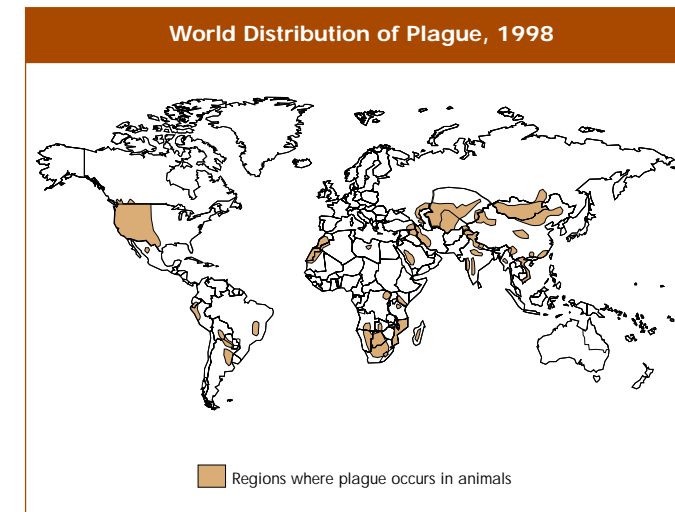 World Distribution of Plague, 1998
Regions where plague occurs in animals